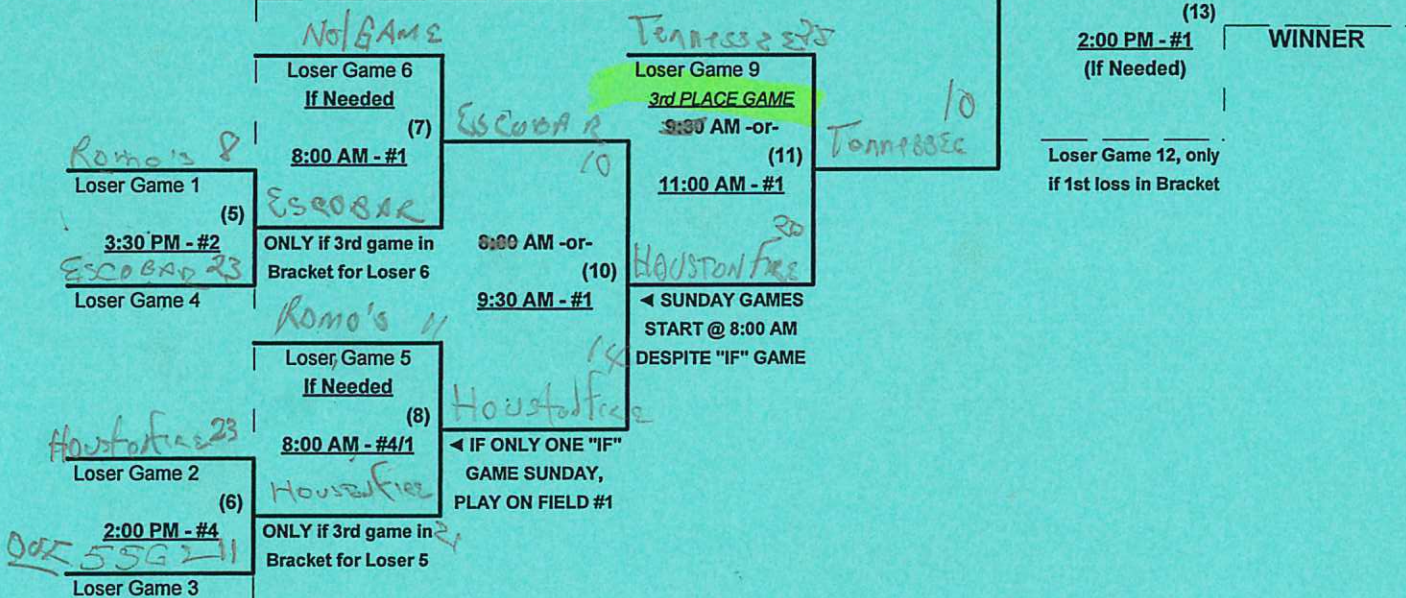 (13)
2:00 PM - #1
(If Needed)
WINNER
Loser Game 12, only
if 1st loss in Bracket
No/GAME
Loser Game 6
If Needed
(7)
8:00 AM - #1
ESCOBAR
ONLY if 3rd game in
Bracket for Loser 6
Romo's 8
Loser Game 1
(5)
3:30 PM - #2
ESCOBAR 23
Loser Game 4
Romo's 11
Loser Game 5
If Needed
(8)
8:00 AM - #4/1
Houston Fire
21
ONLY if 3rd game in
Bracket for Loser 5
Houston Fire 23
Loser Game 2
(6)
2:00 PM - #4
SSG 11
Loser Game 3
ESCOBAR
10
8:00 AM -or-
(10)
9:30 AM - #1
14
Houston Fire
◄ IF ONLY ONE "IF"
GAME SUNDAY,
PLAY ON FIELD #1
Tennessee 25
Loser Game 9
3rd PLACE GAME
9:30 AM -or-
(11)
11:00 AM - #1
20
HOUSTON Fire
◄ SUNDAY GAMES
START @ 8:00 AM
DESPITE "IF" GAME
10
Tennessee